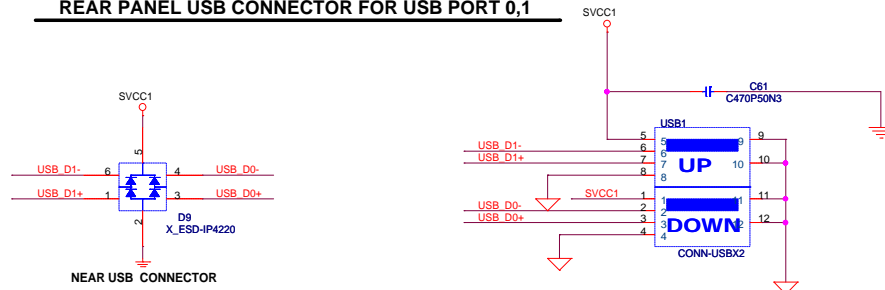 REAR PANEL USB CONNECTOR FOR USB PORT 0,1
SVCC1
C61
C470P50N3
SVCC1
5
USB_D1- 6 4 USB_D0-
USB_D1+ 1 3 USB_D0+
2
D9
X_ESD-IP4220
NEAR USB CONNECTOR
USB1
5 5 9 9
USB_D1- 6 6
USB_D1+ 7 7 UP 10 10
8 8
SVCC1 1 1 11 11
USB_D0- 2 2
USB_D0+ 3 3 DOWN 12 12
4 4
CONN-USBX2